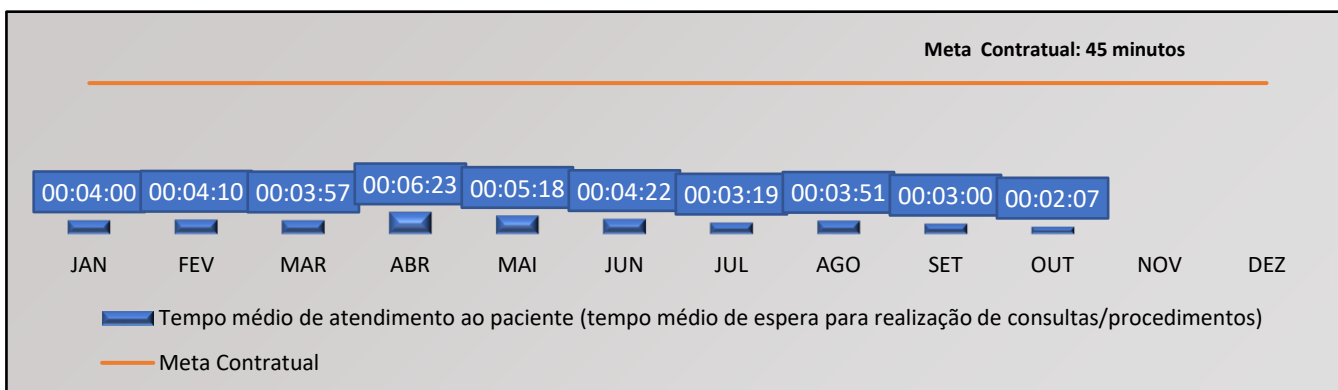 Meta Contratual: 45 minutos
00:04:00 00:04:10 00:03:57 00:06:23 00:05:18 00:04:22 00:03:19 00:03:51 00:03:00 00:02:07
JAN FEV MAR ABR MAI JUN JUL AGO SET OUT NOV DEZ
Tempo médio de atendimento ao paciente (tempo médio de espera para realização de consultas/procedimentos)
Meta Contratual